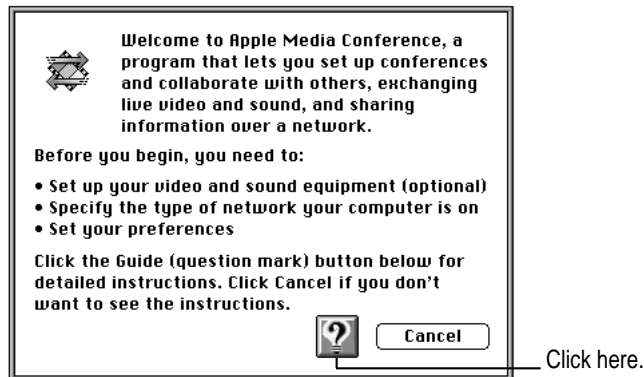 Welcome to Apple Media Conference, a
program that lets you set up conferences
and collaborate with others, exchanging
live video and sound, and sharing
information over a network.
Before you begin, you need to:
• Set up your video and sound equipment (optional)
• Specify the type of network your computer is on
• Set your preferences
Click the Guide (question mark) button below for
detailed instructions. Click Cancel if you don't
want to see the instructions.
?
Cancel
Click here.